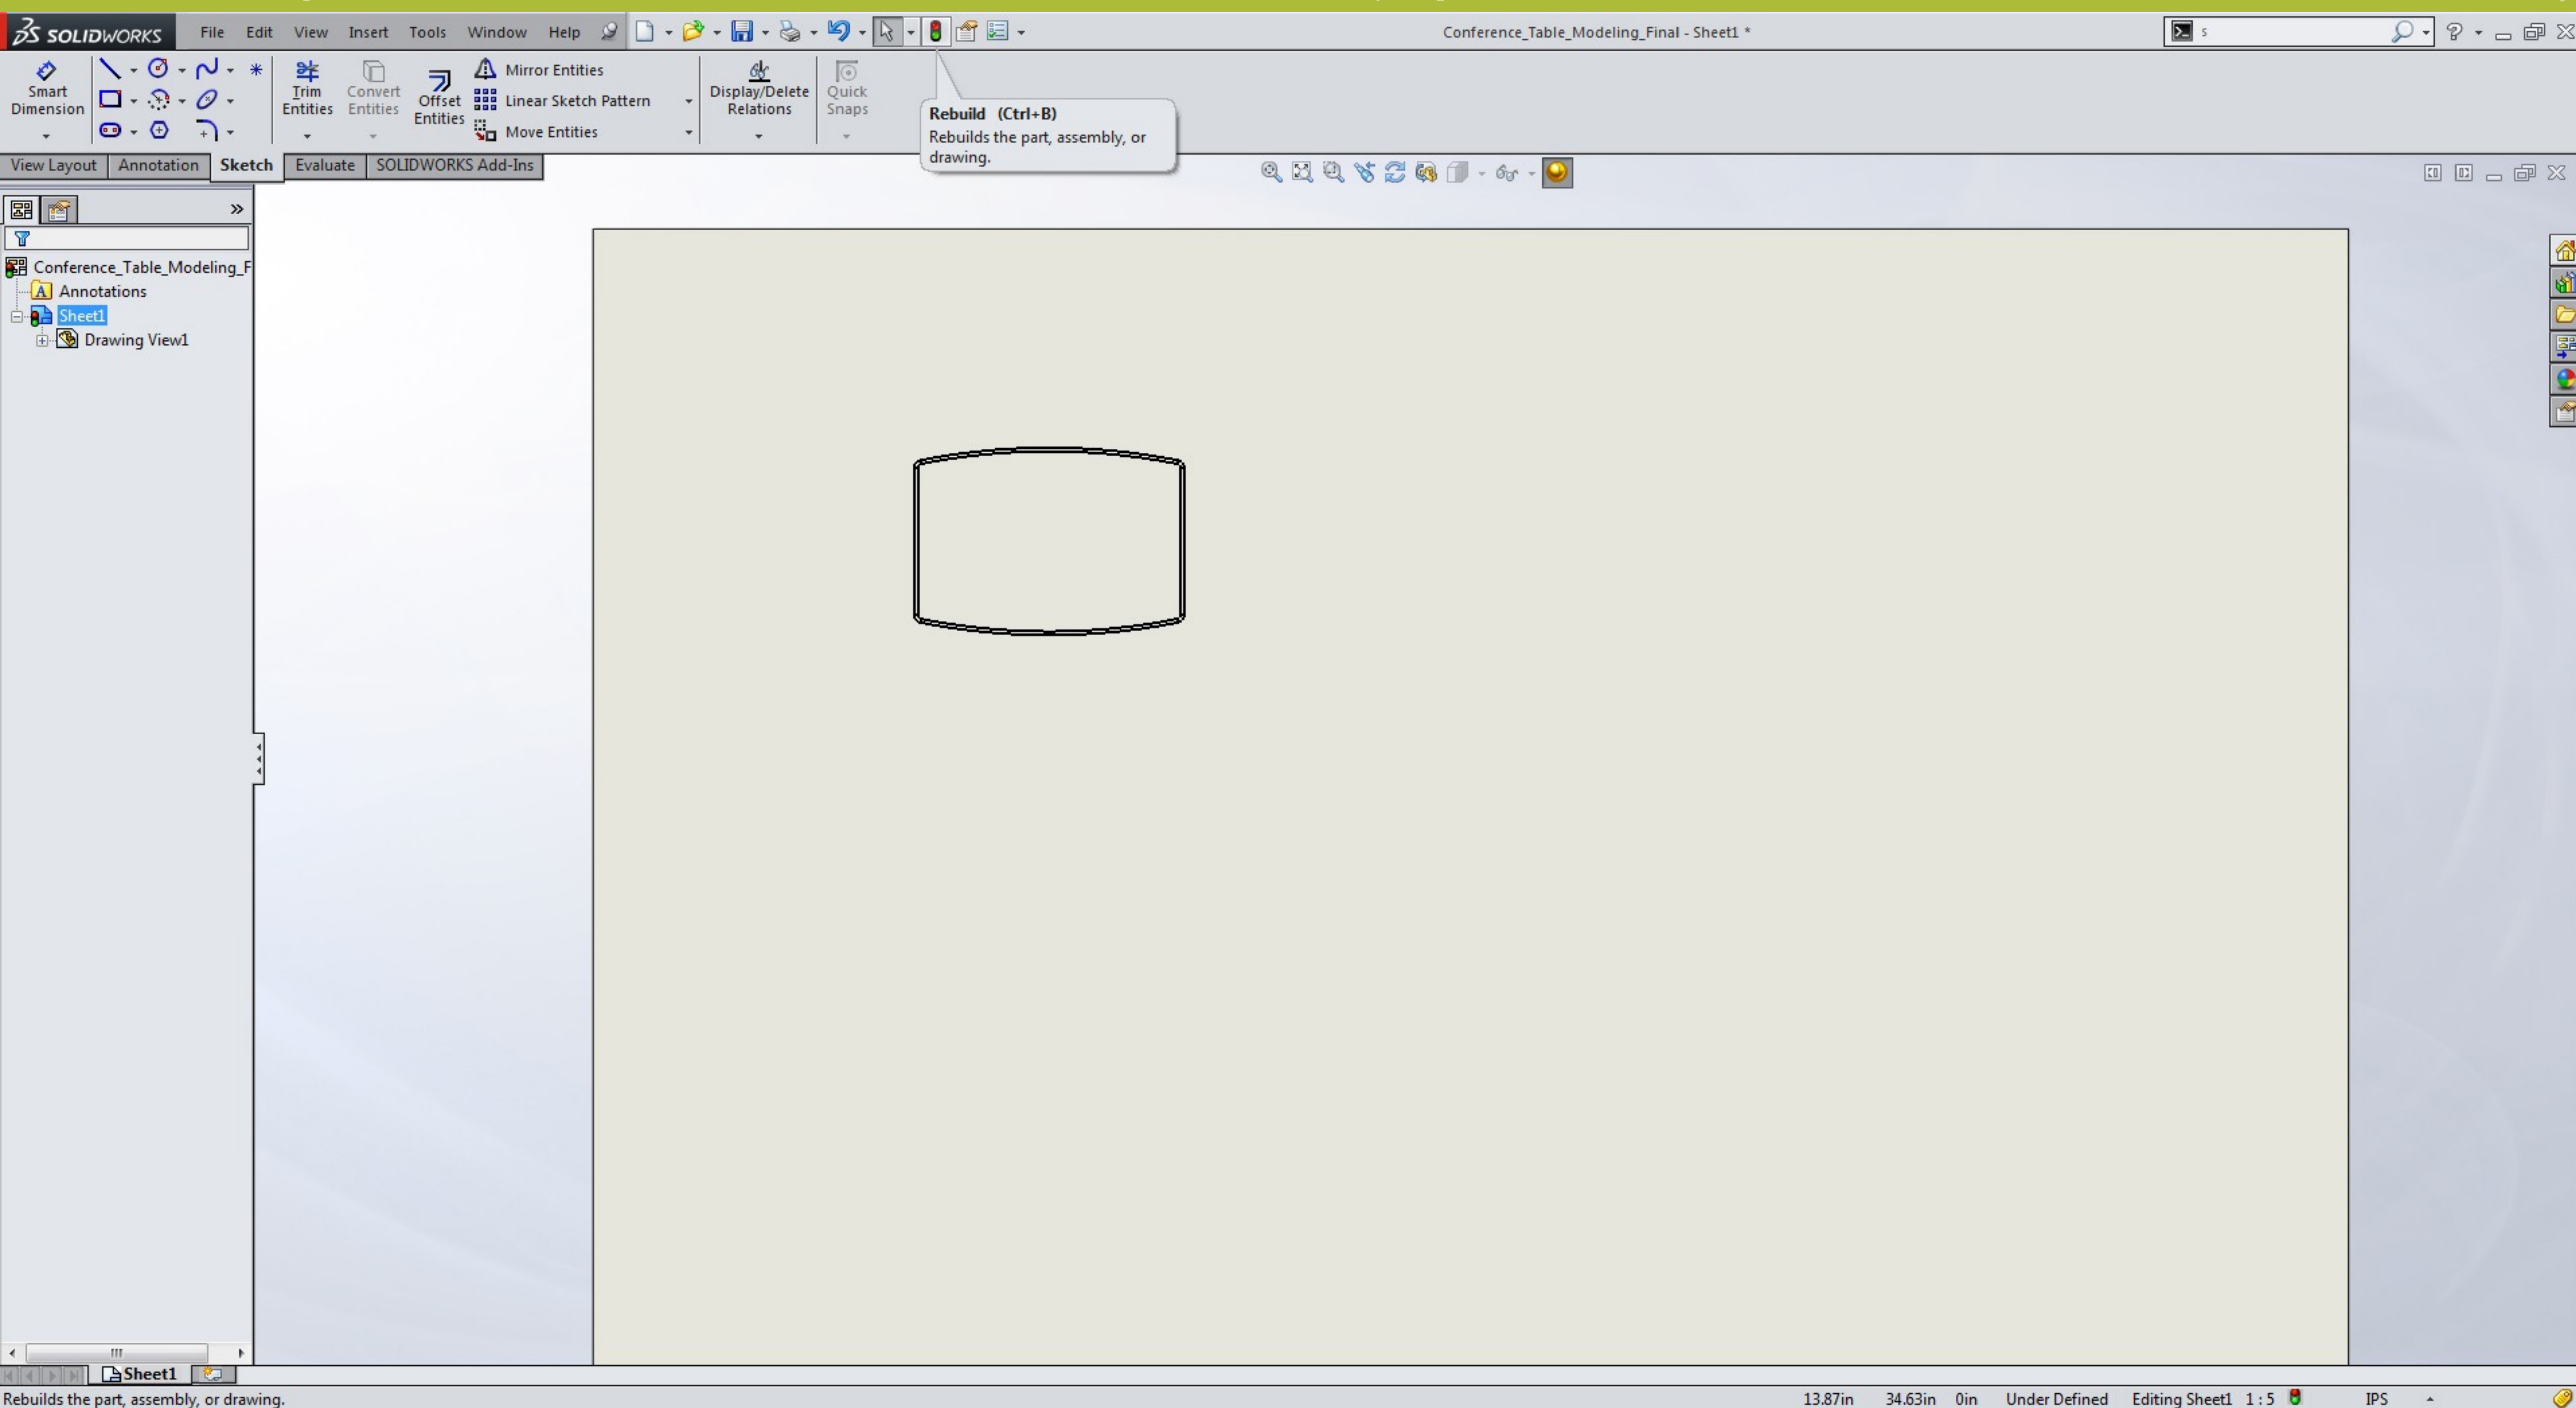 SOLIDWORKS File Edit View Insert Tools Window Help
Conference_Table_Modeling_Final - Sheet1 *
s
Smart
Dimension
Trim
Entities
Convert
Entities
Offset
Entities
Mirror Entities
Linear Sketch Pattern
Move Entities
Display/Delete
Relations
Quick
Snaps
Rebuild (Ctrl+B)
Rebuilds the part, assembly, or
drawing.
View Layout Annotation Sketch Evaluate SOLIDWORKS Add-Ins
Conference_Table_Modeling_F
A Annotations
Sheet1
Drawing View1
Sheet1
Rebuilds the part, assembly, or drawing.
13.87in 34.63in 0in Under Defined Editing Sheet1 1:5 IPS